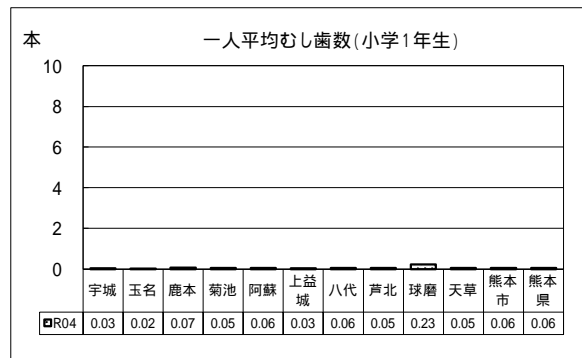 本
一人平均むし歯数(小学1年生)
10
8
6
4
2
0
宇城 玉名 鹿本 菊池 阿蘇 上益城 八代 芦北 球磨 天草 熊本市 熊本県
R04 0.03 0.02 0.07 0.05 0.06 0.03 0.06 0.05 0.23 0.05 0.06 0.06